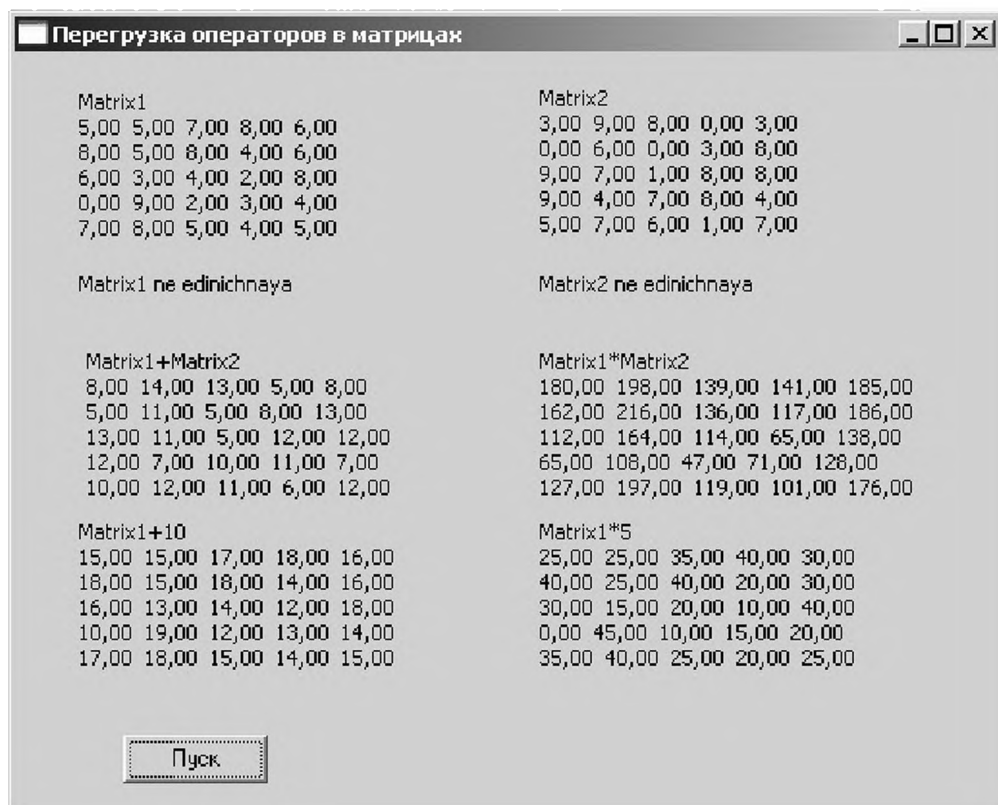 Перегрузка операторов в матрицах
Matrix1
5,00 5,00 7,00 8,00 6,00
8,00 5,00 8,00 4,00 6,00
6,00 3,00 4,00 2,00 8,00
0,00 9,00 2,00 3,00 4,00
7,00 8,00 5,00 4,00 5,00
Matrix1 ne edinichnaya
Matrix2
3,00 9,00 8,00 0,00 3,00
0,00 6,00 0,00 3,00 8,00
9,00 7,00 1,00 8,00 8,00
9,00 4,00 7,00 8,00 4,00
5,00 7,00 6,00 1,00 7,00
Matrix2 ne edinichnaya
Matrix1+Matrix2
8,00 14,00 13,00 5,00 8,00
5,00 11,00 5,00 8,00 13,00
13,00 11,00 5,00 12,00 12,00
12,00 7,00 10,00 11,00 7,00
10,00 12,00 11,00 6,00 12,00
Matrix1*Matrix2
180,00 198,00 139,00 141,00 185,00
162,00 216,00 136,00 117,00 186,00
112,00 164,00 114,00 65,00 138,00
65,00 108,00 47,00 71,00 128,00
127,00 197,00 119,00 101,00 176,00
Matrix1+10
15,00 15,00 17,00 18,00 16,00
18,00 15,00 18,00 14,00 16,00
16,00 13,00 14,00 12,00 18,00
10,00 19,00 12,00 13,00 14,00
17,00 18,00 15,00 14,00 15,00
Matrix1*5
25,00 25,00 35,00 40,00 30,00
40,00 25,00 40,00 20,00 30,00
30,00 15,00 20,00 10,00 40,00
0,00 45,00 10,00 15,00 20,00
35,00 40,00 25,00 20,00 25,00
Пуск